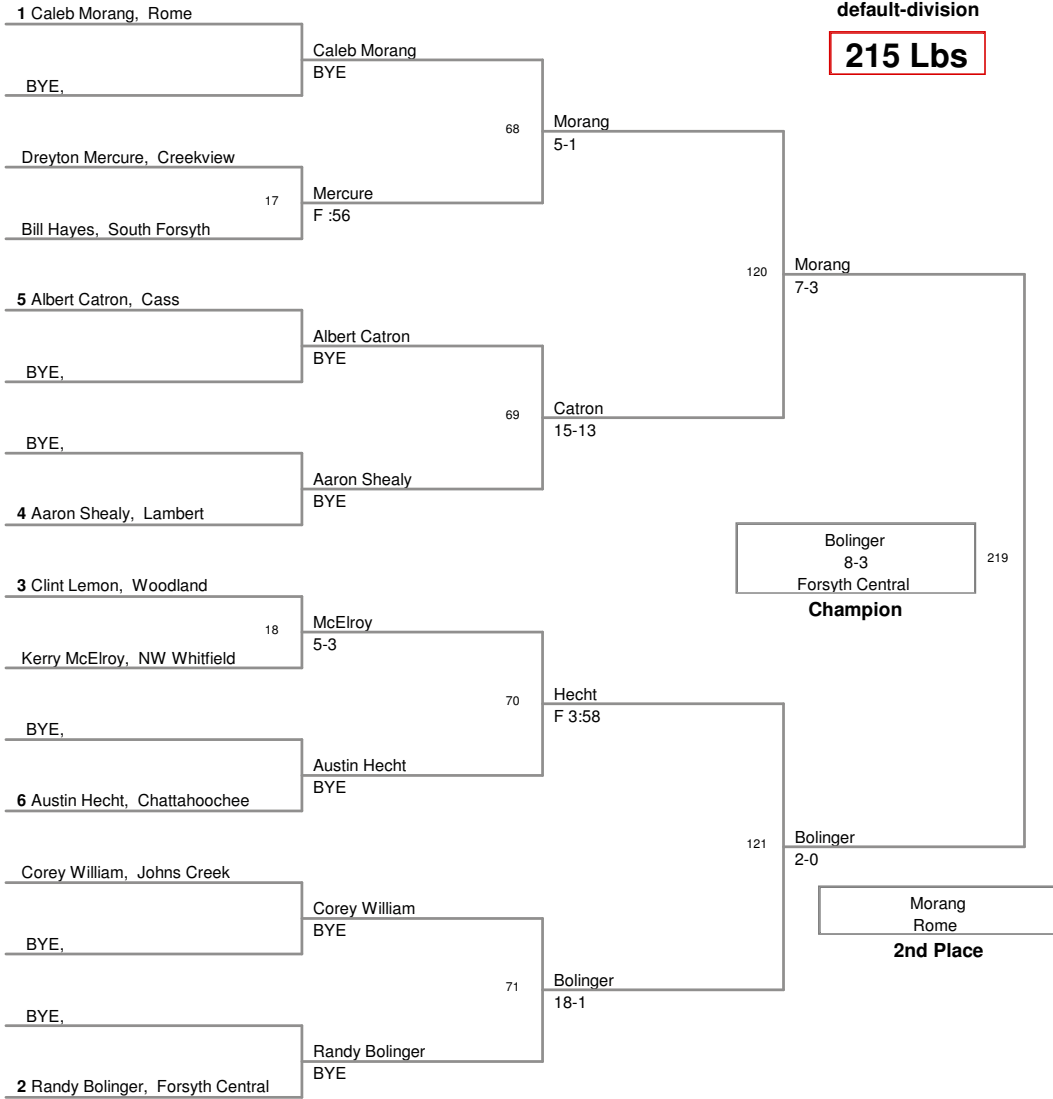 default-division
215 Lbs
1 Caleb Morang, Rome
BYE,
Dreyton Mercure, Creekview
17
Bill Hayes, South Forsyth
5 Albert Catron, Cass
BYE,
BYE,
4 Aaron Shealy, Lambert
3 Clint Lemon, Woodland
18
Kerry McElroy, NW Whitfield
BYE,
6 Austin Hecht, Chattahoochee
Corey William, Johns Creek
BYE,
BYE,
2 Randy Bolinger, Forsyth Central
Caleb Morang
BYE
68
Mercure
F :56
Albert Catron
BYE
69
Aaron Shealy
BYE
McElroy
5-3
70
Austin Hecht
BYE
Corey William
BYE
71
Randy Bolinger
BYE
Morang
5-1
120
Catron
15-13
Hecht
F 3:58
121
Bolinger
18-1
Morang
7-3
Bolinger
8-3
Forsyth Central
219
Champion
Bolinger
2-0
Morang
Rome
2nd Place